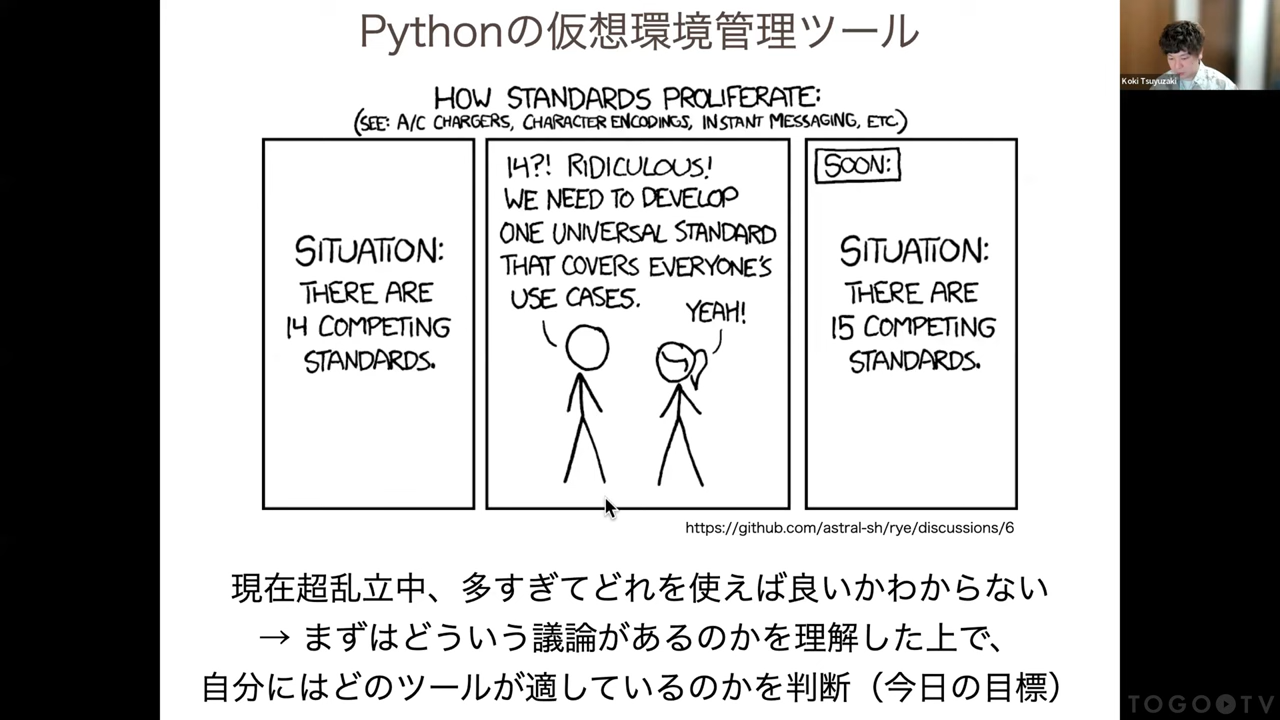 Pythonの仮想環境管理ツール
Koki Tsuyuzaki
HOW STANDARDS PROLIFERATE:
(SEE: A/C CHARGERS, CHARACTER ENCODINGS, INSTANT MESSAGING, ETC.)
SITUATION:
THERE ARE
14 COMPETING
STANDARDS.
14?! RIDICULOUS!
WE NEED TO DEVELOP
ONE UNIVERSAL STANDARD
THAT COVERS EVERYONE'S
USE CASES.
YEAH!
SOON:
SITUATION:
THERE ARE
15 COMPETING
STANDARDS.
https://github.com/astral-sh/rye/discussions/6
現在超乱立中、多すぎてどれを使えば良いかわからない
→ まずはどういう議論があるのかを理解した上で、
自分にはどのツールが適しているのかを判断（今日の目標）
TOGOTV